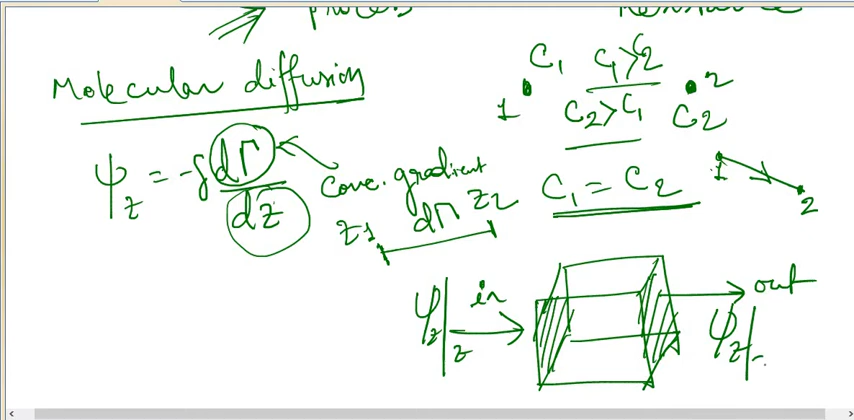 process
C₁ C₁>C₂
Molecular diffusion
1 2
C₂>C₁ C₂
ψz = -δ dΓ/dz
Conc. gradient
C₁ = C₂
1
2
z1 dΓ z2
in
out
ψz|z
ψz|